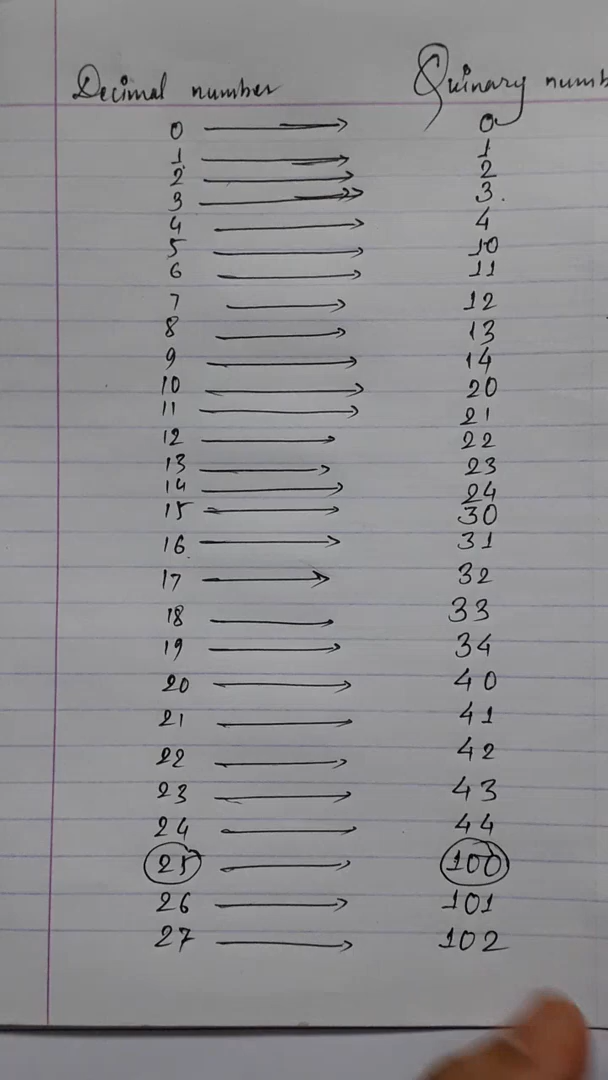 Decimal number Quinary numb
0 → 0
1 → 1
2 → 2
3 → 3
4 → 4
5 → 10
6 → 11
7 → 12
8 → 13
9 → 14
10 → 20
11 → 21
12 → 22
13 → 23
14 → 24
15 → 30
16 → 31
17 → 32
18 → 33
19 → 34
20 → 40
21 → 41
22 → 42
23 → 43
24 → 44
25 → 100
26 → 101
27 → 102